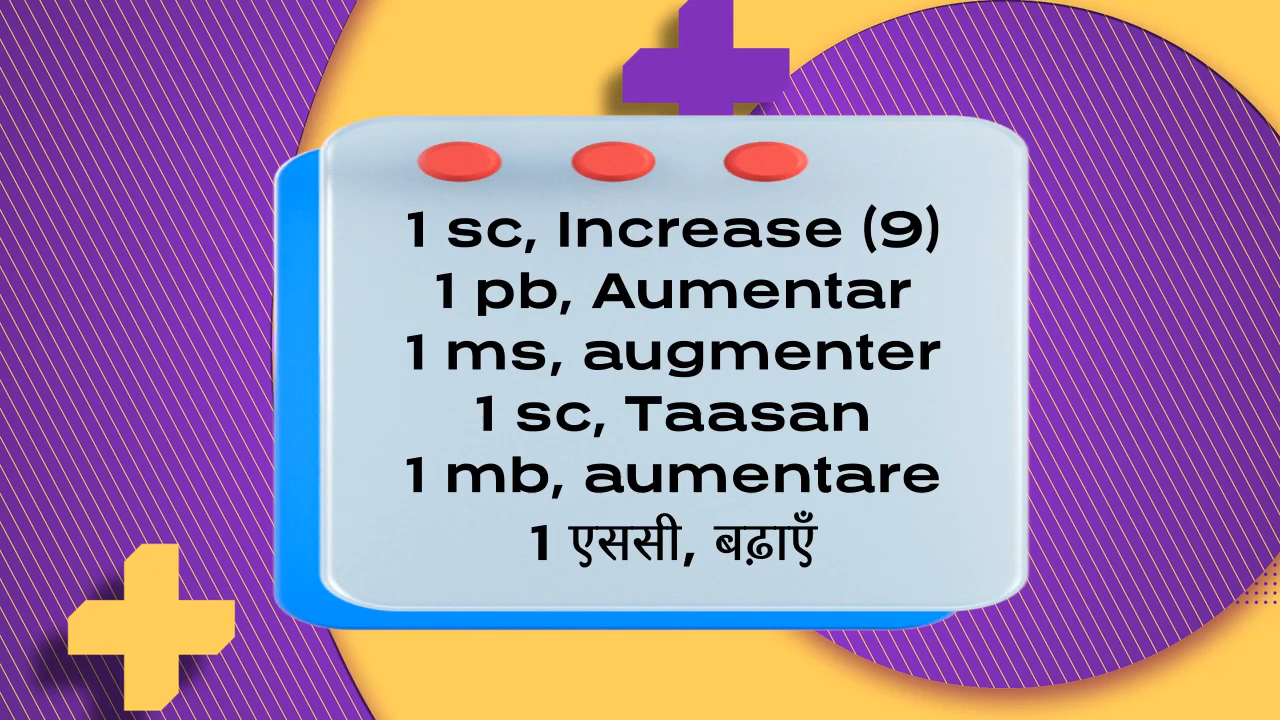 1 sc, Increase (9)
1 pb, Aumentar
1 ms, augmenter
1 sc, Taasan
1 mb, aumentare
1 एससी, बढ़ाएँ